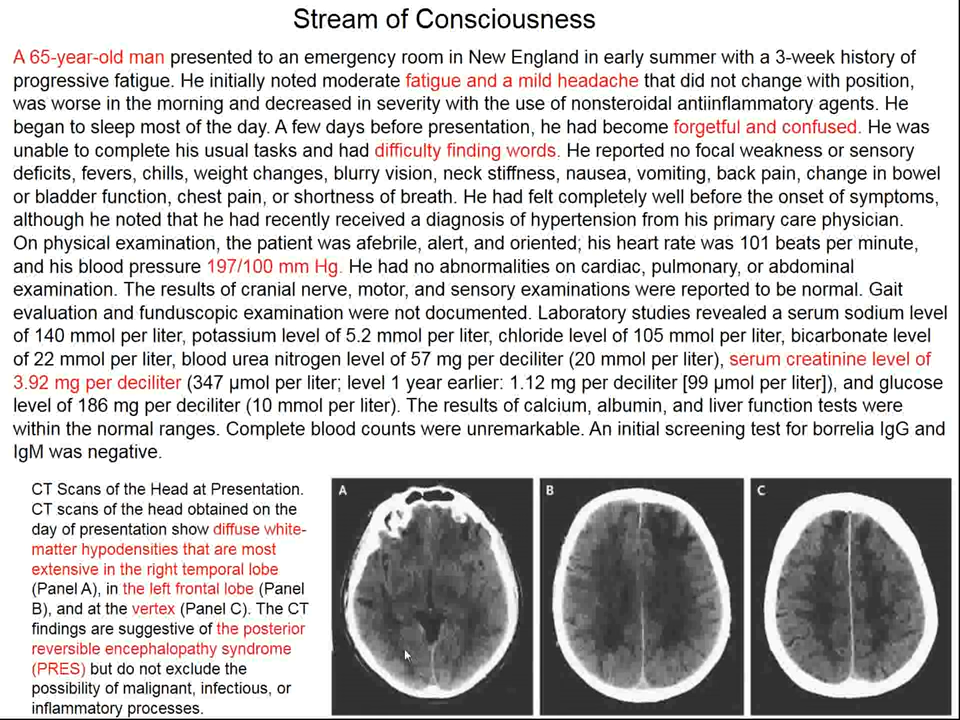 Stream of Consciousness
A 65-year-old man presented to an emergency room in New England in early summer with a 3-week history of
progressive fatigue. He initially noted moderate fatigue and a mild headache that did not change with position,
was worse in the morning and decreased in severity with the use of nonsteroidal antiinflammatory agents. He
began to sleep most of the day. A few days before presentation, he had become forgetful and confused. He was
unable to complete his usual tasks and had difficulty finding words. He reported no focal weakness or sensory
deficits, fevers, chills, weight changes, blurry vision, neck stiffness, nausea, vomiting, back pain, change in bowel
or bladder function, chest pain, or shortness of breath. He had felt completely well before the onset of symptoms,
although he noted that he had recently received a diagnosis of hypertension from his primary care physician.
On physical examination, the patient was afebrile, alert, and oriented; his heart rate was 101 beats per minute,
and his blood pressure 197/100 mm Hg. He had no abnormalities on cardiac, pulmonary, or abdominal
examination. The results of cranial nerve, motor, and sensory examinations were reported to be normal. Gait
evaluation and funduscopic examination were not documented. Laboratory studies revealed a serum sodium level
of 140 mmol per liter, potassium level of 5.2 mmol per liter, chloride level of 105 mmol per liter, bicarbonate level
of 22 mmol per liter, blood urea nitrogen level of 57 mg per deciliter (20 mmol per liter), serum creatinine level of
3.92 mg per deciliter (347 μmol per liter; level 1 year earlier: 1.12 mg per deciliter [99 μmol per liter]), and glucose
level of 186 mg per deciliter (10 mmol per liter). The results of calcium, albumin, and liver function tests were
within the normal ranges. Complete blood counts were unremarkable. An initial screening test for borrelia IgG and
IgM was negative.
CT Scans of the Head at Presentation.
CT scans of the head obtained on the
day of presentation show diffuse white-
matter hypodensities that are most
extensive in the right temporal lobe
(Panel A), in the left frontal lobe (Panel
B), and at the vertex (Panel C). The CT
findings are suggestive of the posterior
reversible encephalopathy syndrome
(PRES) but do not exclude the
possibility of malignant, infectious, or
inflammatory processes.
A
B
C